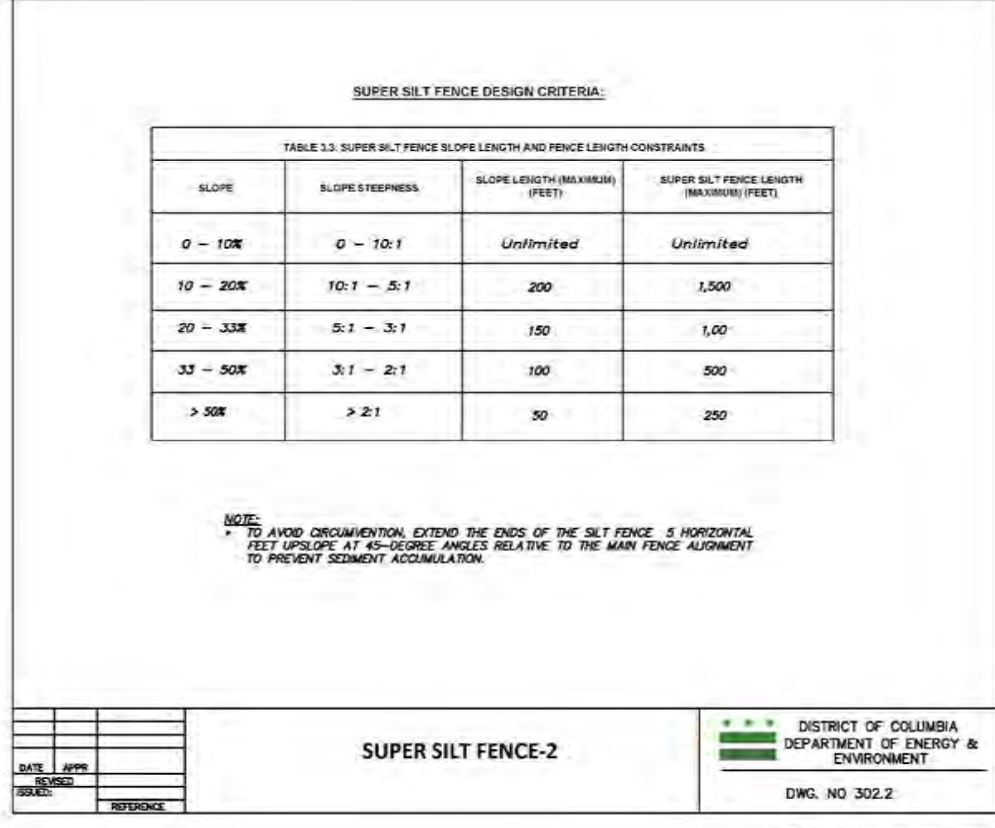 SUPER SILT FENCE DESIGN CRITERIA:
TABLE 3.3: SUPER SILT FENCE SLOPE LENGTH AND FENCE LENGTH CONSTRAINTS
SLOPE
SLOPE STEEPNESS
SLOPE LENGTH (MAXIMUM)
(FEET)
SUPER SILT FENCE LENGTH
(MAXIMUM) (FEET)
0 – 10% 0 – 10:1 Unlimited Unlimited
10 – 20% 10:1 – 5:1 200 1,500
20 – 33% 5:1 – 3:1 150 1,00
33 – 50% 3:1 – 2:1 100 500
> 50% > 2:1 50 250
NOTE:
• TO AVOID CIRCUMVENTION, EXTEND THE ENDS OF THE SILT FENCE 5 HORIZONTAL
FEET UPSLOPE AT 45–DEGREE ANGLES RELATIVE TO THE MAIN FENCE ALIGNMENT
TO PREVENT SEDIMENT ACCUMULATION.
DATE APPR
REVISED
ISSUED:
REFERENCE
SUPER SILT FENCE-2
DISTRICT OF COLUMBIA
DEPARTMENT OF ENERGY &
ENVIRONMENT
DWG. NO 302.2